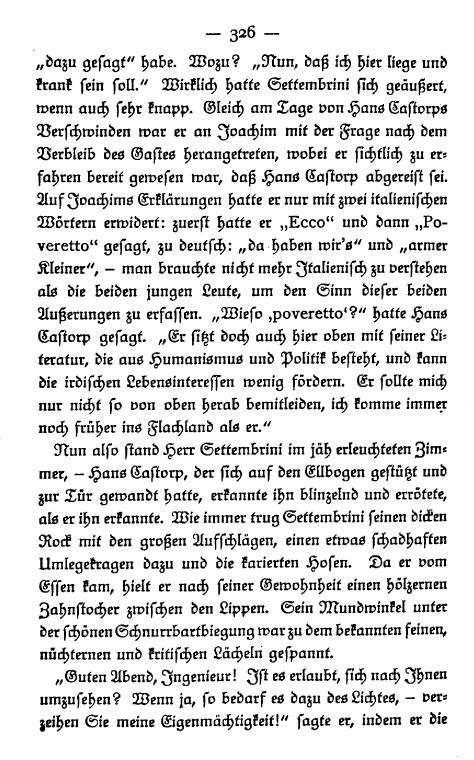 — 326 —
„dazu gesagt“ habe. Wozu? „Nun, daß ich hier liege und
krank sein soll.“ Wirklich hatte Settembrini sich geäußert,
wenn auch sehr knapp. Gleich am Tage von Hans Castorps
Verschwinden war er an Joachim mit der Frage nach dem
Verbleib des Gastes herangetreten, wobei er sichtlich zu er-
fahren bereit gewesen war, daß Hans Castorp abgereist sei.
Auf Joachims Erklärungen hatte er nur mit zwei italienischen
Wörtern erwidert: zuerst hatte er „Ecco“ und dann „Po-
veretto“ gesagt, zu deutsch: „da haben wir's“ und „armer
Kleiner“, – man brauchte nicht mehr Italienisch zu verstehen
als die beiden jungen Leute, um den Sinn dieser beiden
Äußerungen zu erfassen. „Wieso ‚poveretto‘?“ hatte Hans
Castorp gesagt. „Er sitzt doch auch hier oben mit seiner Li-
teratur, die aus Humanismus und Politik besteht, und kann
die irdischen Lebensinteressen wenig fördern. Er sollte mich
nur nicht so von oben herab bemitleiden, ich komme immer
noch früher ins Flachland als er.“
Nun also stand Herr Settembrini im jäh erleuchteten Zim-
mer, – Hans Castorp, der sich auf den Ellbogen gestützt und
zur Tür gewandt hatte, erkannte ihn blinzelnd und errötete,
als er ihn erkannte. Wie immer trug Settembrini seinen dicken
Rock mit den großen Aufschlägen, einen etwas schadhaften
Umlegekragen dazu und die karierten Hosen. Da er vom
Essen kam, hielt er nach seiner Gewohnheit einen hölzernen
Zahnstocher zwischen den Lippen. Sein Mundwinkel unter
der schönen Schnurrbartbiegung war zu dem bekannten feinen,
nüchternen und kritischen Lächeln gespannt.
„Guten Abend, Ingenieur! Ist es erlaubt, sich nach Ihnen
umzusehen? Wenn ja, so bedarf es dazu des Lichtes, – ver-
zeihen Sie meine Eigenmächtigkeit!“ sagte er, indem er die